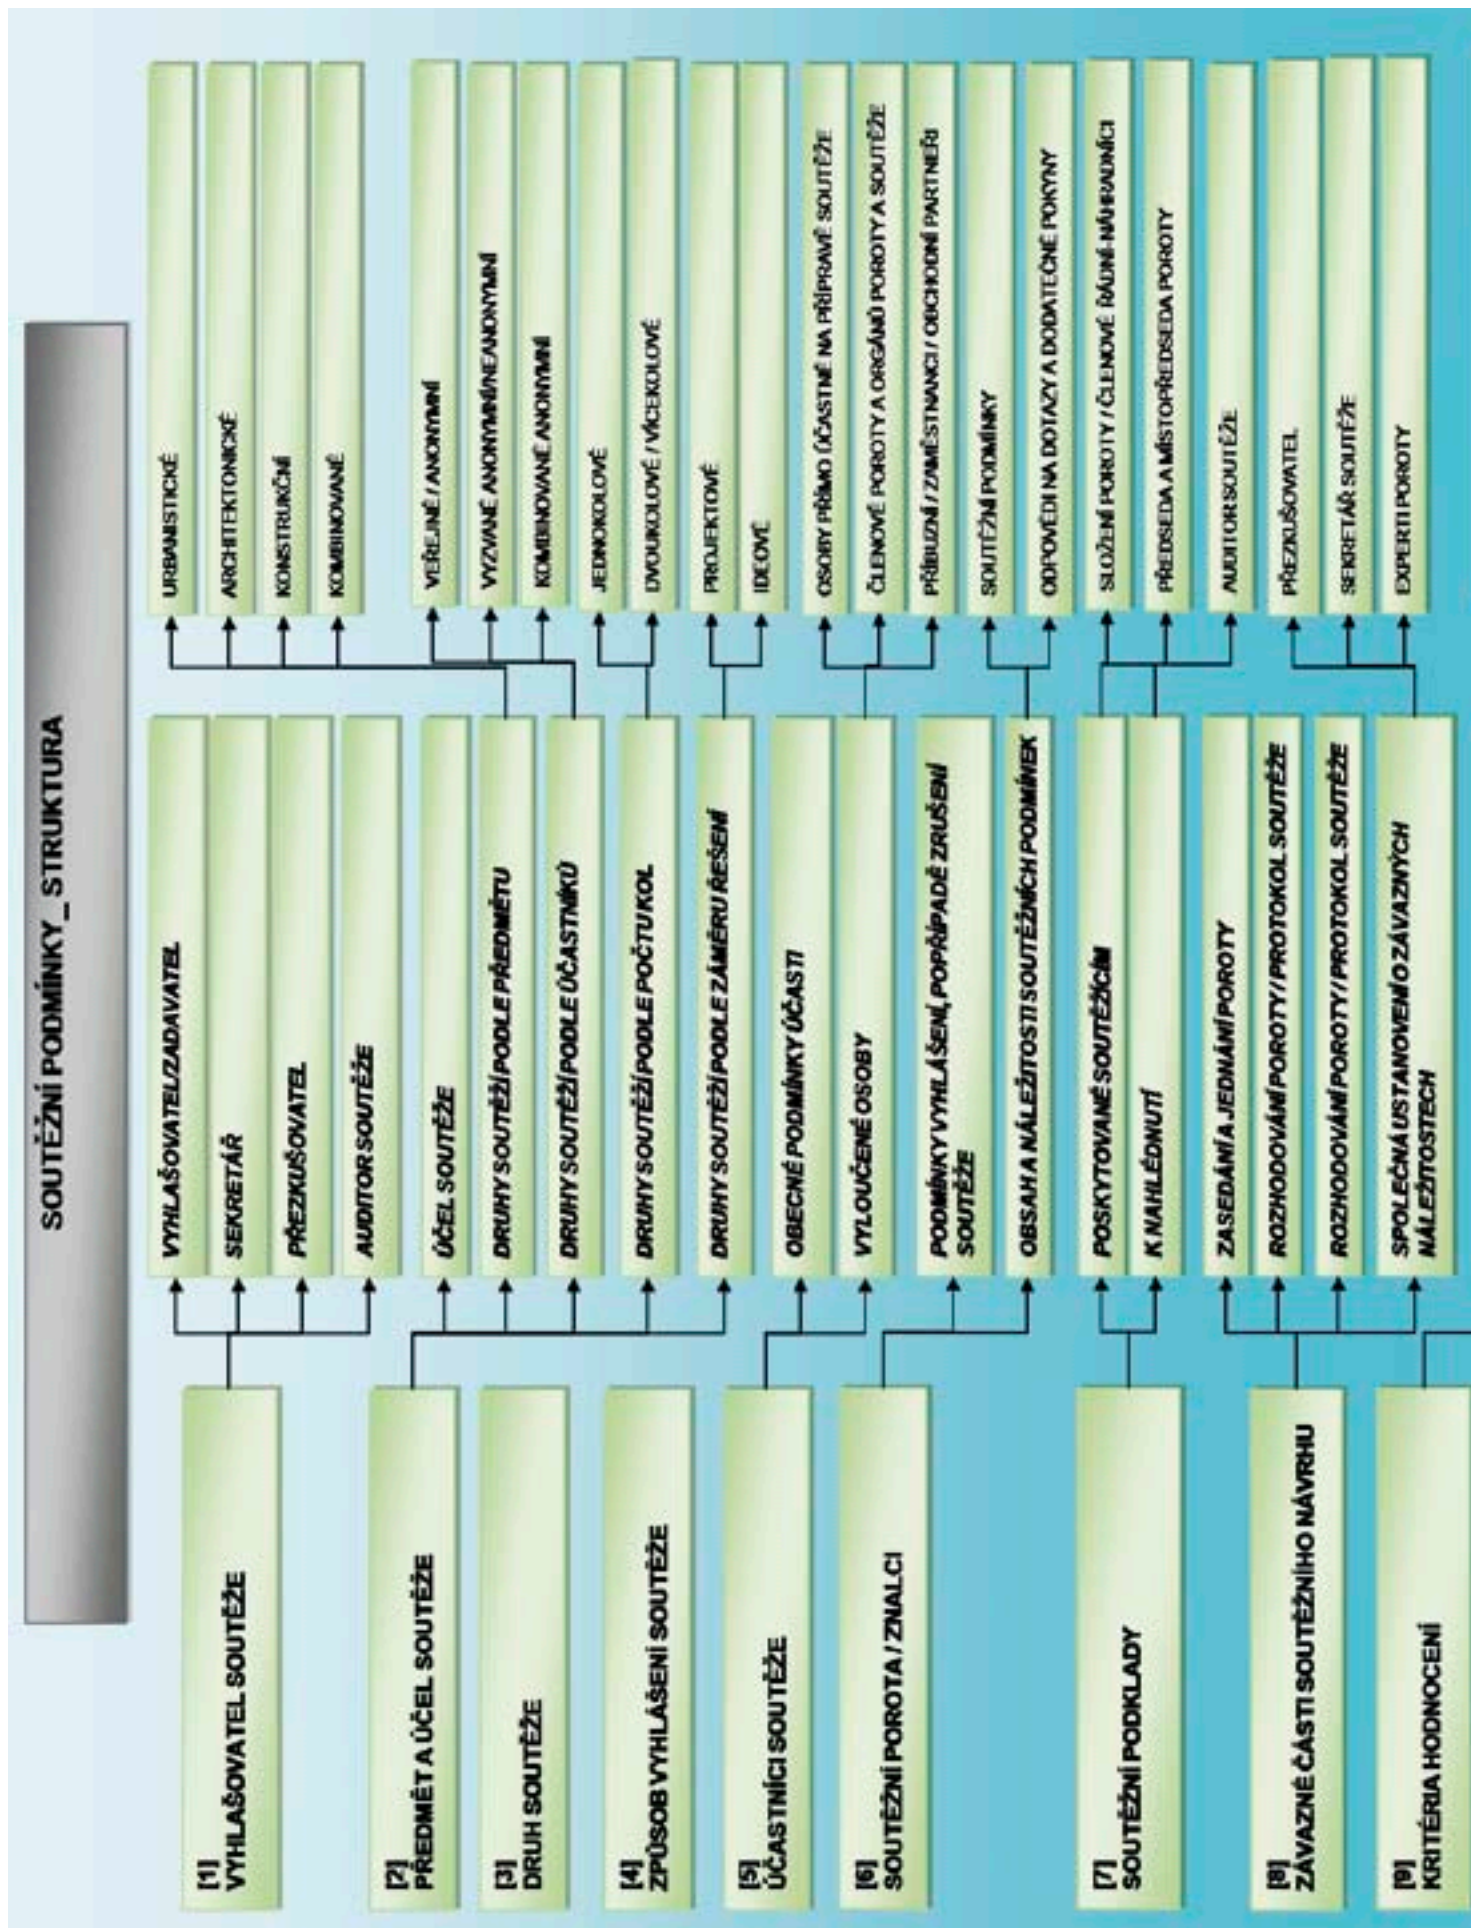 SOUTĚŽNÍ PODMÍNKY_STRUKTURA
[1]
VYHLAŠOVATEL SOUTĚŽE
[2]
PŘEDMĚT A ÚČEL SOUTĚŽE
[3]
DRUH SOUTĚŽE
[4]
ZPŮSOB VYHLÁŠENÍ SOUTĚŽE
[5]
ÚČASTNÍCI SOUTĚŽE
[6]
SOUTĚŽNÍ POROTA / ZNALCI
[7]
SOUTĚŽNÍ PODKLADY
[8]
ZÁVAZNÉ ČÁSTI SOUTĚŽNÍHO NÁVRHU
[9]
KRITÉRIA HODNOCENÍ
VYHLAŠOVATEL/ZADAVATEL
SEKRETÁŘ
PŘEZKUŠOVATEL
AUDITOR SOUTĚŽE
ÚČEL SOUTĚŽE
DRUHY SOUTĚŽÍ PODLE PŘEDMĚTU
DRUHY SOUTĚŽÍ PODLE ÚČASTNÍKŮ
DRUHY SOUTĚŽÍ PODLE POČTU KOL
DRUHY SOUTĚŽÍ PODLE ZÁMĚRU ŘEŠENÍ
OBECNÉ PODMÍNKY ÚČASTI
VYLOUČENÉ OSOBY
PODMÍNKY VYHLÁŠENÍ, POPŘÍPADĚ ZRUŠENÍ
SOUTĚŽE
OBSAH A NÁLEŽITOSTI SOUTĚŽNÍCH PODMÍNEK
POSKYTOVANÉ SOUTĚŽÍCÍM
K NAHLÉDNUTÍ
ZASEDÁNÍ A JEDNÁNÍ POROTY
ROZHODOVÁNÍ POROTY / PROTOKOL SOUTĚŽE
ROZHODOVÁNÍ POROTY / PROTOKOL SOUTĚŽE
SPOLEČNÁ USTANOVENÍ O ZÁVAZNÝCH
NÁLEŽITOSTECH
URBANISTICKÉ
ARCHITEKTONICKÉ
KONSTRUKČNÍ
KOMBINOVANÉ
VEŘEJNÉ / ANONYMNÍ
VYZVANÉ ANONYMNÍ/NEANONYMNÍ
KOMBINOVANÉ ANONYMNÍ
JEDNOKOLOVÉ
DVOUKOLOVÉ / VÍCEKOLOVÉ
PROJEKTOVÉ
IDEOVÉ
OSOBY PŘÍMO ÚČASTNÉ NA PŘÍPRAVĚ SOUTĚŽE
ČLENOVÉ POROTY A ORGÁNŮ POROTY A SOUTĚŽE
PŘÍBUZNÍ / ZAMĚSTNANCI / OBCHODNÍ PARTNEŘI
SOUTĚŽNÍ PODMÍNKY
ODPOVĚDI NA DOTAZY A DODATEČNÉ POKYNY
SLOŽENÍ POROTY / ČLENOVÉ ŘÁDNÍ-NÁHRADNÍCI
PŘEDSEDA A MÍSTOPŘEDSEDA POROTY
AUDITOR SOUTĚŽE
PŘEZKUŠOVATEL
SEKRETÁŘ SOUTĚŽE
EXPERTI POROTY